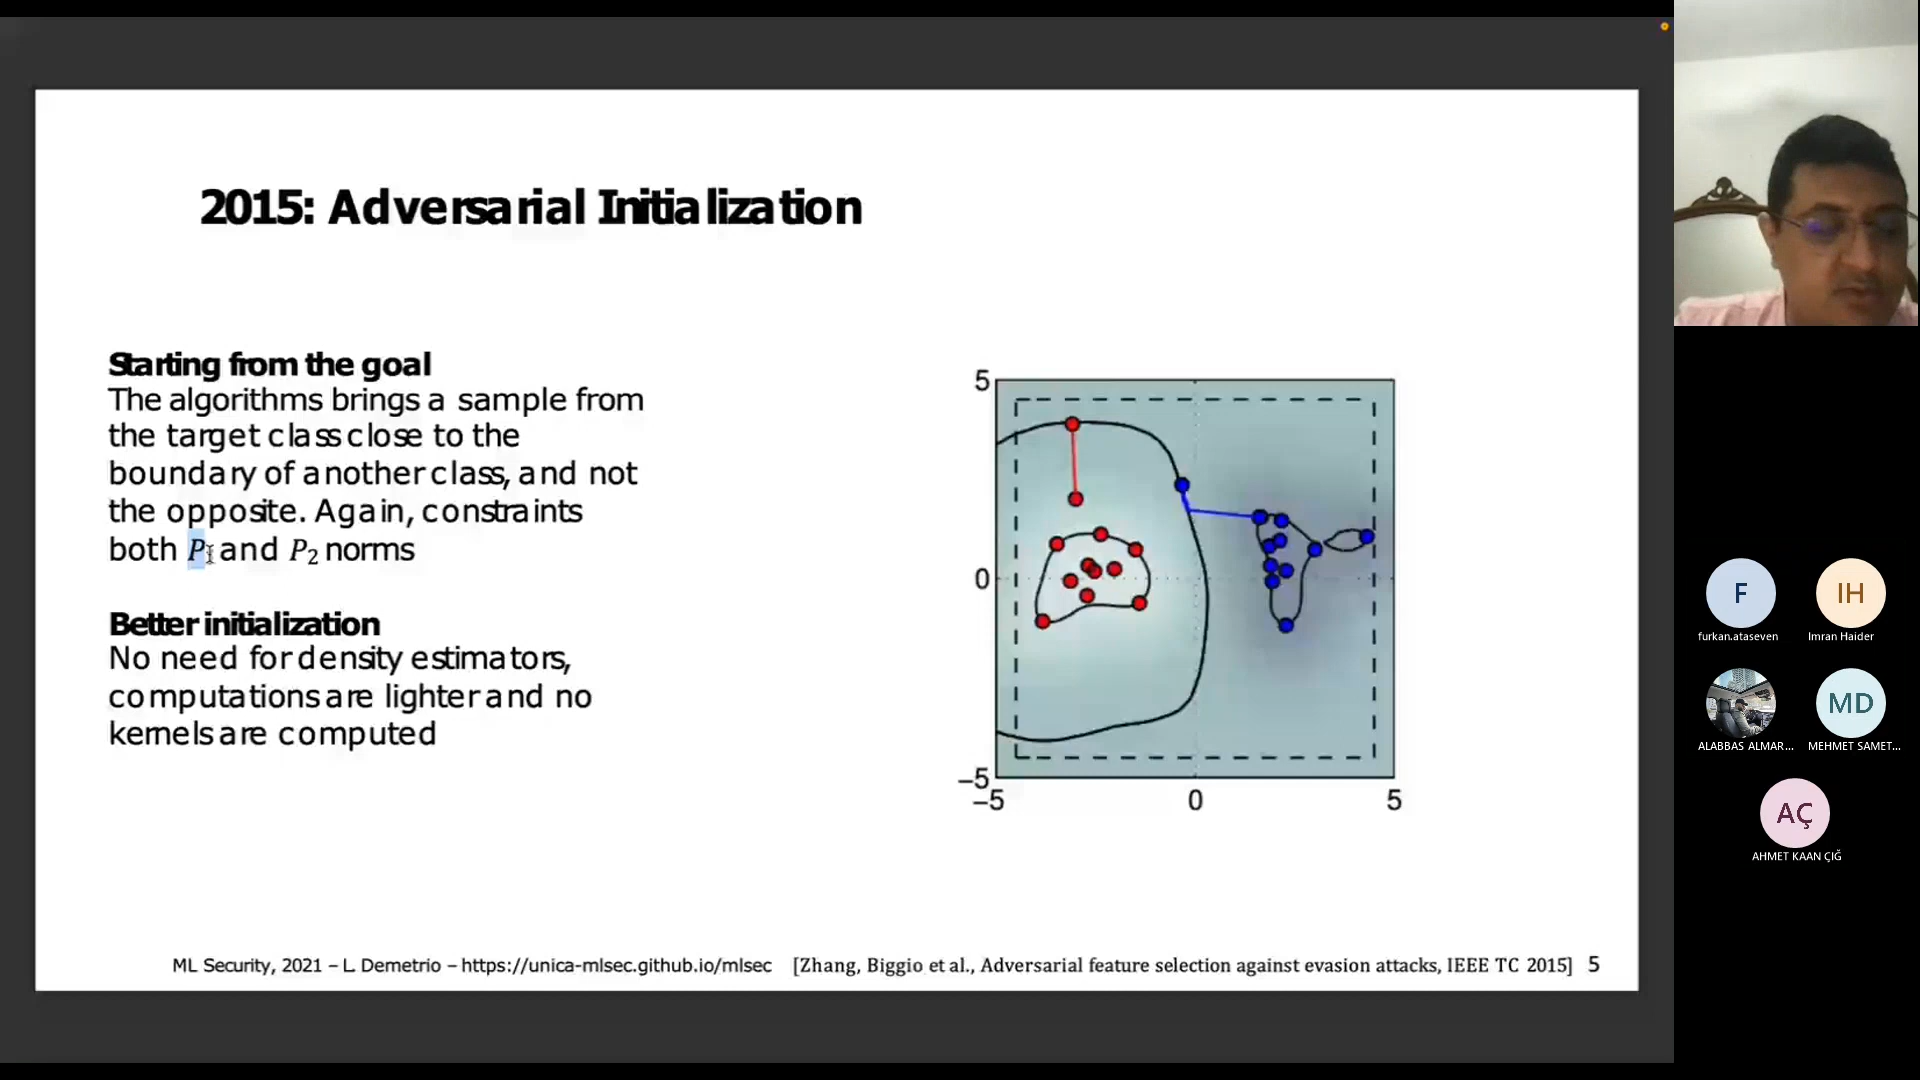 2015: Adversarial Initialization
Starting from the goal
The algorithms brings a sample from
the target class close to the
boundary of another class, and not
the opposite. Again, constraints
both P₁ and P₂ norms
Better initialization
No need for density estimators,
computations are lighter and no
kernels are computed
5
0
−5
−5
0
5
ML Security, 2021 – L. Demetrio – https://unica-mlsec.github.io/mlsec
[Zhang, Biggio et al., Adversarial feature selection against evasion attacks, IEEE TC 2015]
5
F
furkan.ataseven
IH
Imran Haider
ALABBAS ALMAR...
MD
MEHMET SAMET...
AÇ
AHMET KAAN ÇIĞ